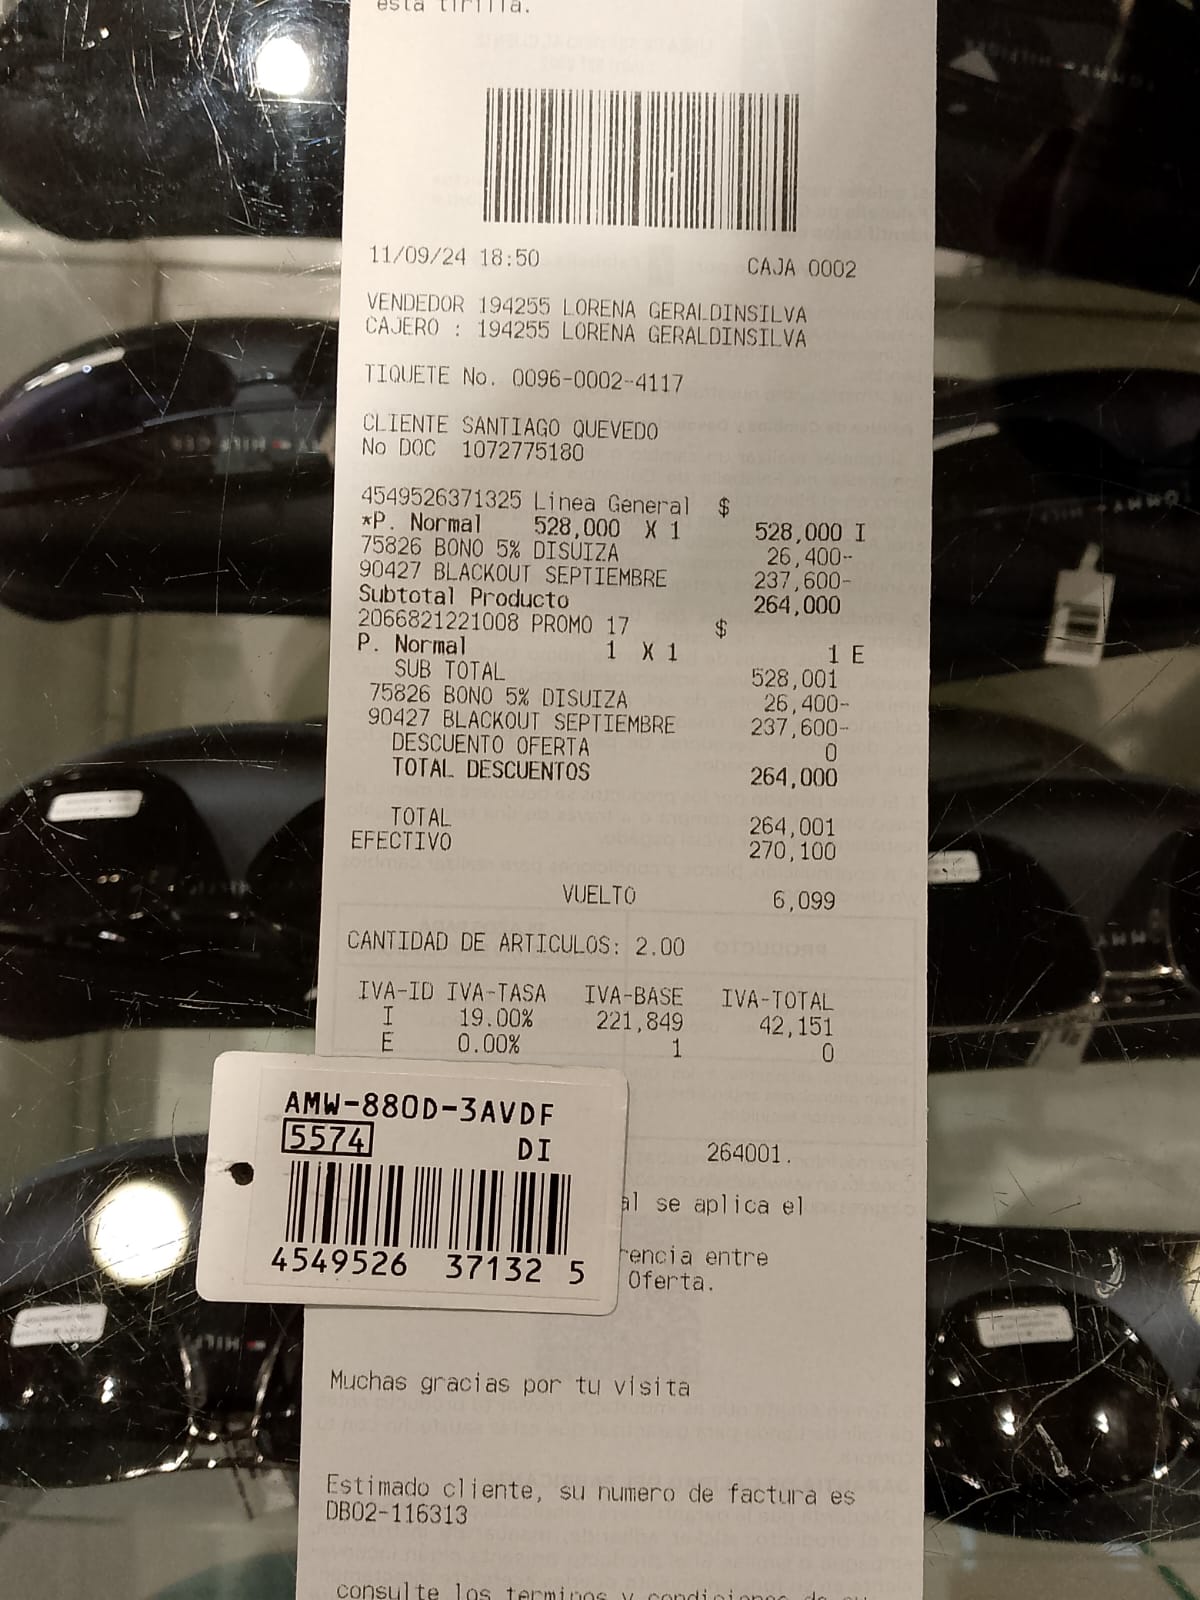 esta tirilla.
11/09/24 18:50 CAJA 0002
VENDEDOR 194255 LORENA GERALDINSILVA
CAJERO : 194255 LORENA GERALDINSILVA
TIQUETE No. 0096-0002-4117
CLIENTE SANTIAGO QUEVEDO
No DOC 1072775180
4549526371325 Linea General $
*P. Normal 528,000 X 1 528,000 I
75826 BONO 5% DISUIZA 26,400-
90427 BLACKOUT SEPTIEMBRE 237,600-
Subtotal Producto 264,000
2066821221008 PROMO 17 $
P. Normal 1 X 1 1 E
SUB TOTAL 528,001
75826 BONO 5% DISUIZA 26,400-
90427 BLACKOUT SEPTIEMBRE 237,600-
DESCUENTO OFERTA 0
TOTAL DESCUENTOS 264,000
TOTAL 264,001
EFECTIVO 270,100
VUELTO 6,099
CANTIDAD DE ARTICULOS: 2.00
IVA-ID IVA-TASA IVA-BASE IVA-TOTAL
I 19.00% 221,849 42,151
E 0.00% 1 0
AMW-880D-3AVDF
5574 DI
4549526 37132 5
264001.
al se aplica el
rencia entre
Oferta.
Muchas gracias por tu visita
Estimado cliente, su numero de factura es
DB02-116313
consulte los terminos y condiciones de su